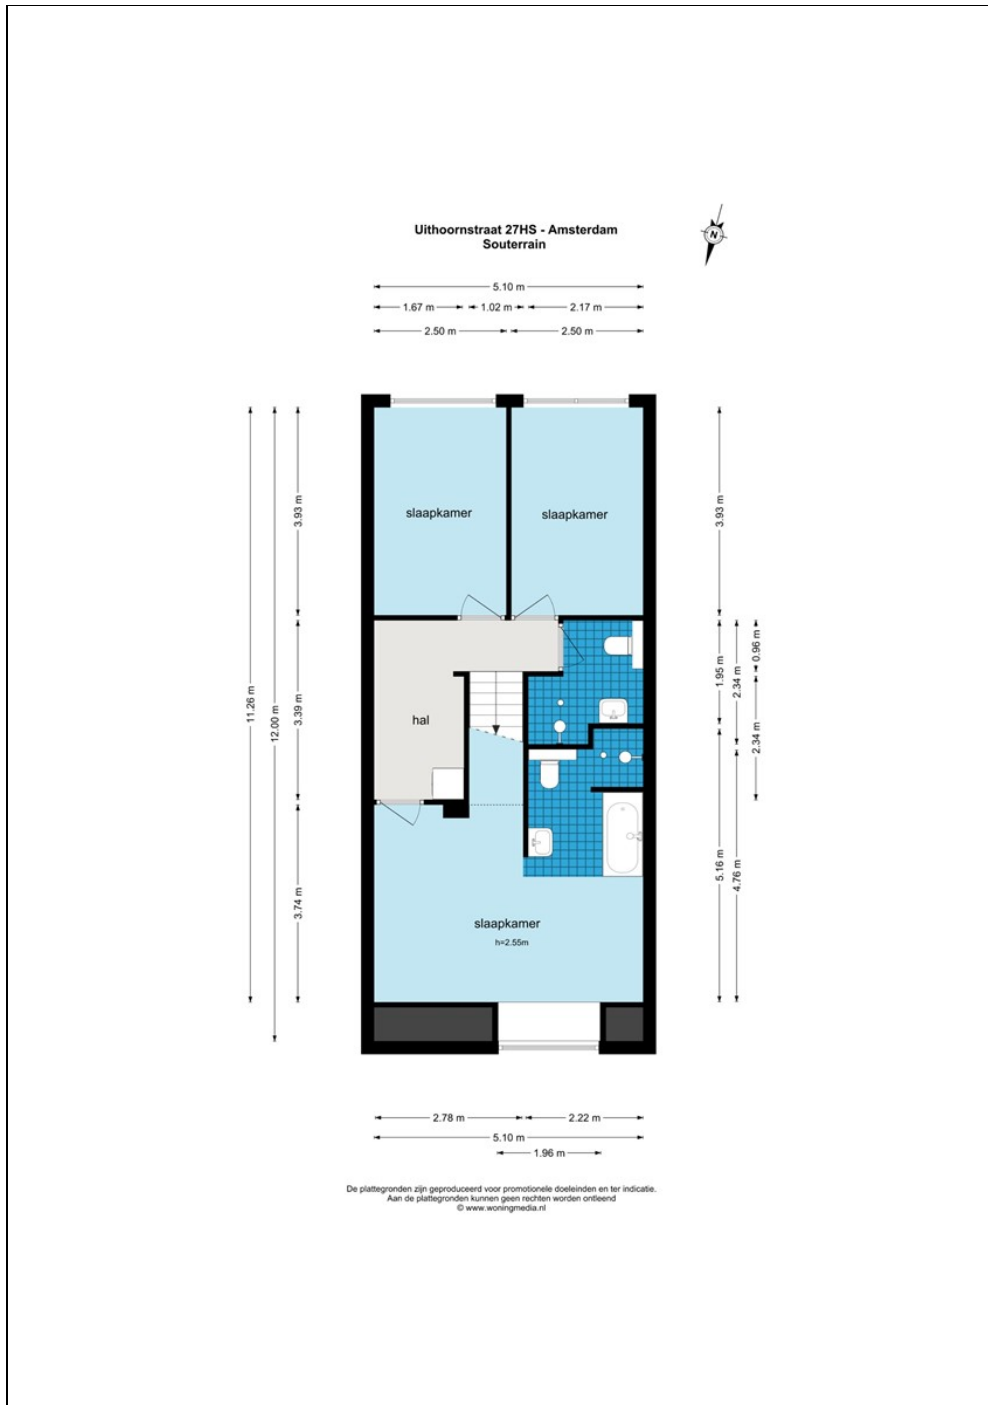 Uithoornstraat 27HS - Amsterdam
Souterrain
N
5.10 m
1.67 m
1.02 m
2.17 m
2.50 m
2.50 m
slaapkamer
slaapkamer
3.93 m
3.93 m
11.26 m
12.00 m
3.39 m
hal
1.95 m
2.34 m
0.96 m
2.34 m
3.74 m
5.16 m
4.76 m
slaapkamer
h=2.55m
2.78 m
2.22 m
5.10 m
1.96 m
De plattegronden zijn geproduceerd voor promotionele doeleinden en ter indicatie.
Aan de plattegronden kunnen geen rechten worden ontleend
© www.woningmedia.nl